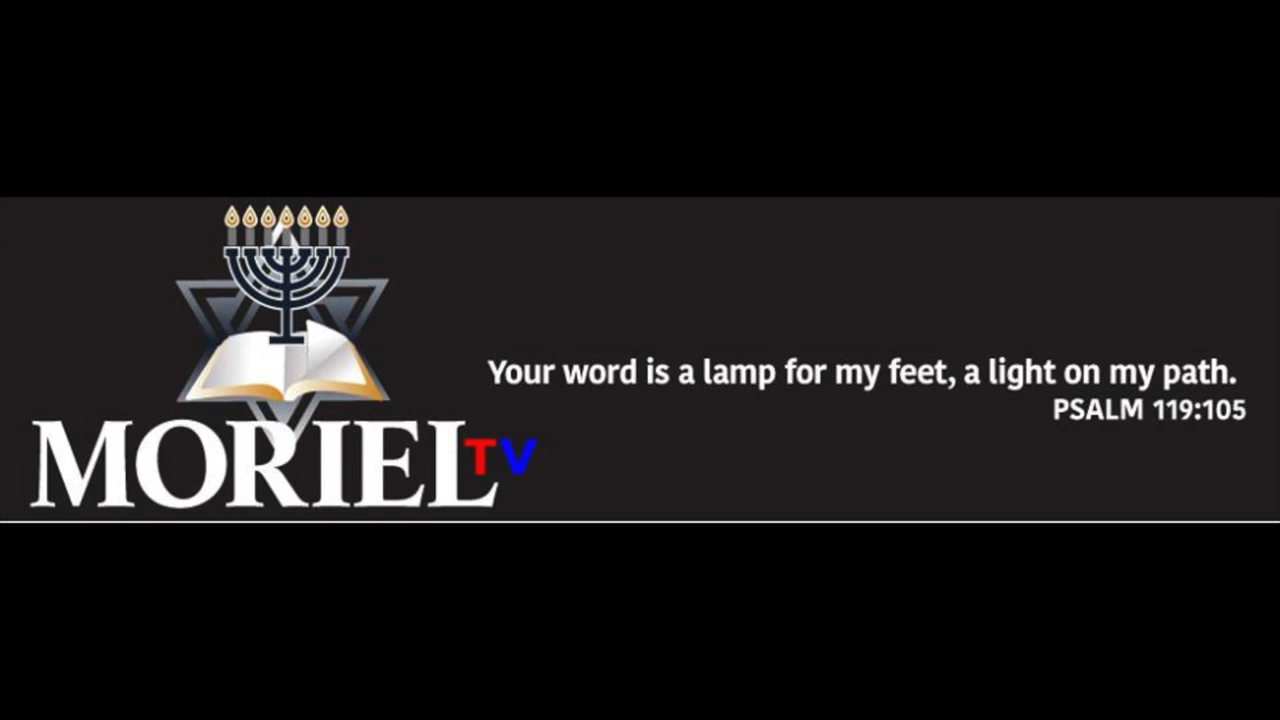 Your word is a lamp for my feet, a light on my path.
PSALM 119:105
MORIEL TV